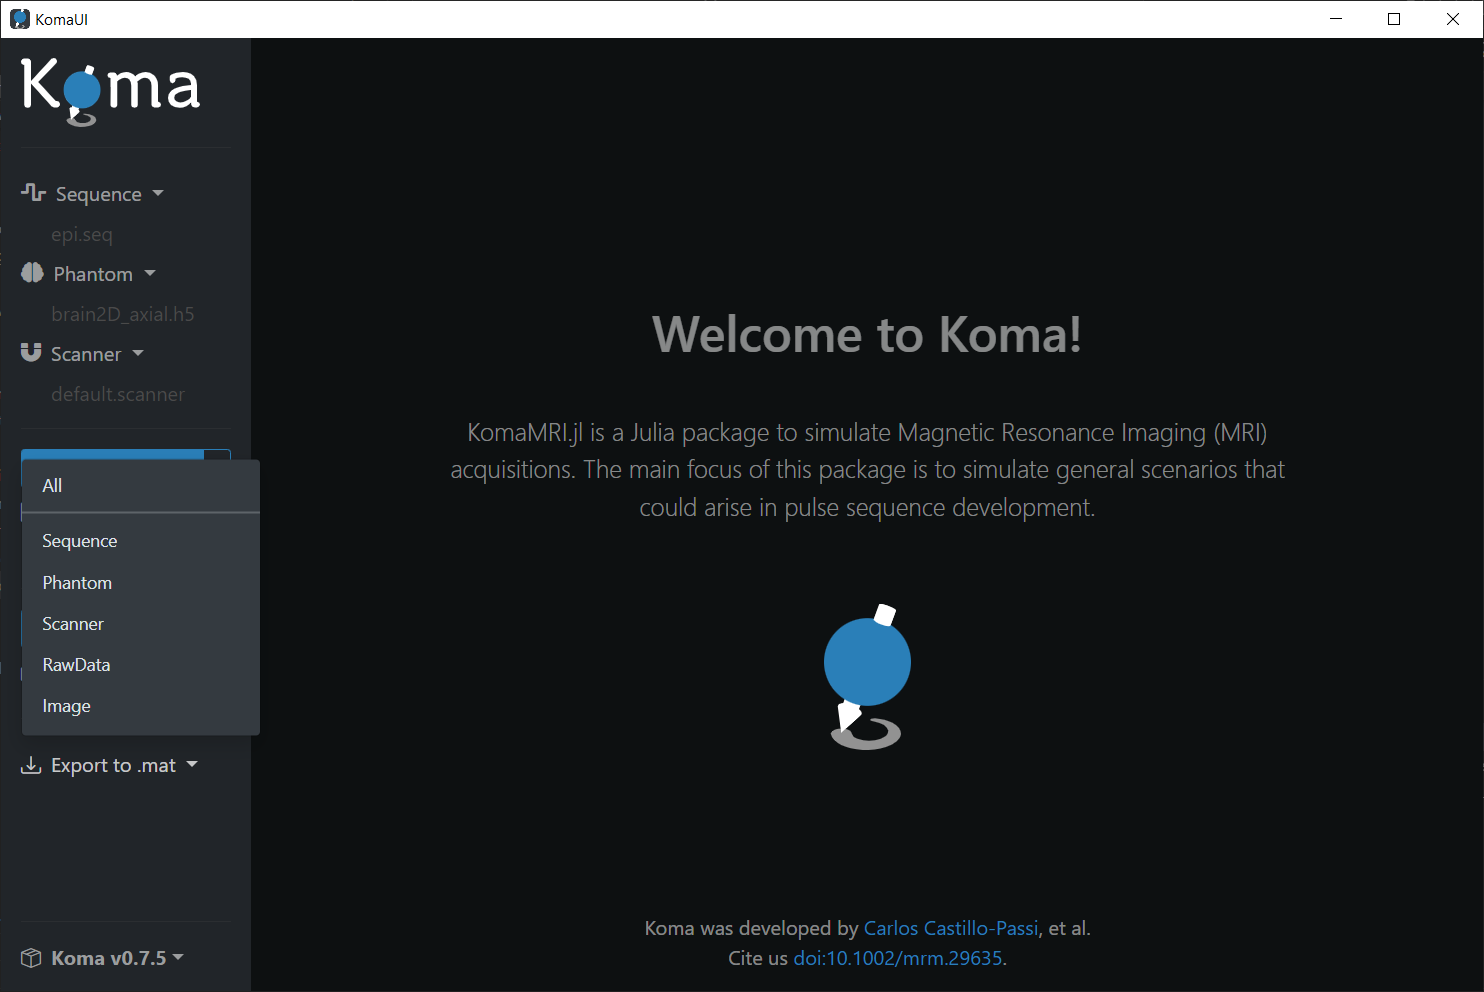 KomaUI
Koma
Sequence
epi.seq
Phantom
brain2D_axial.h5
Scanner
default.scanner
All
Sequence
Phantom
Scanner
RawData
Image
Export to .mat
Koma v0.7.5
Welcome to Koma!
KomaMRI.jl is a Julia package to simulate Magnetic Resonance Imaging (MRI)
acquisitions. The main focus of this package is to simulate general scenarios that
could arise in pulse sequence development.
Koma was developed by Carlos Castillo-Passi, et al.
Cite us doi:10.1002/mrm.29635.